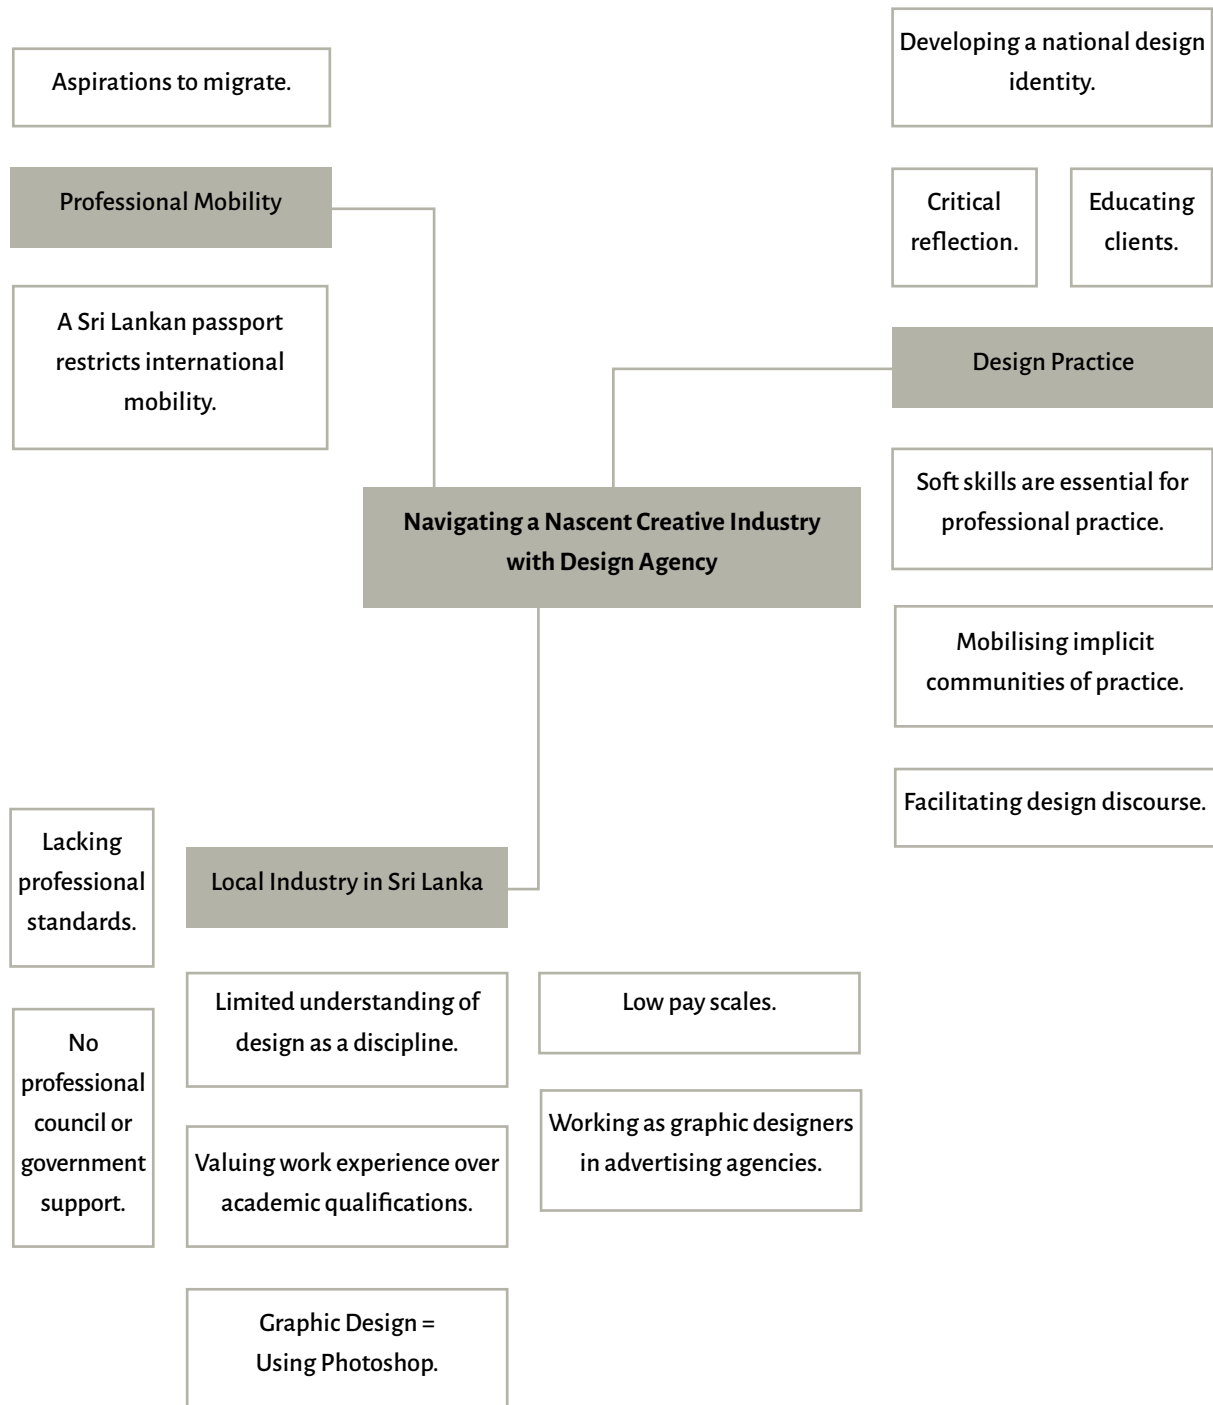 Aspirations to migrate.
Professional Mobility
A Sri Lankan passport
restricts international
mobility.
Developing a national design
identity.
Critical
reflection.
Educating
clients.
Design Practice
Soft skills are essential for
professional practice.
Mobilising implicit
communities of practice.
Facilitating design discourse.
Navigating a Nascent Creative Industry
with Design Agency
Lacking
professional
standards.
No
professional
council or
government
support.
Local Industry in Sri Lanka
Limited understanding of
design as a discipline.
Valuing work experience over
academic qualifications.
Graphic Design =
Using Photoshop.
Low pay scales.
Working as graphic designers
in advertising agencies.